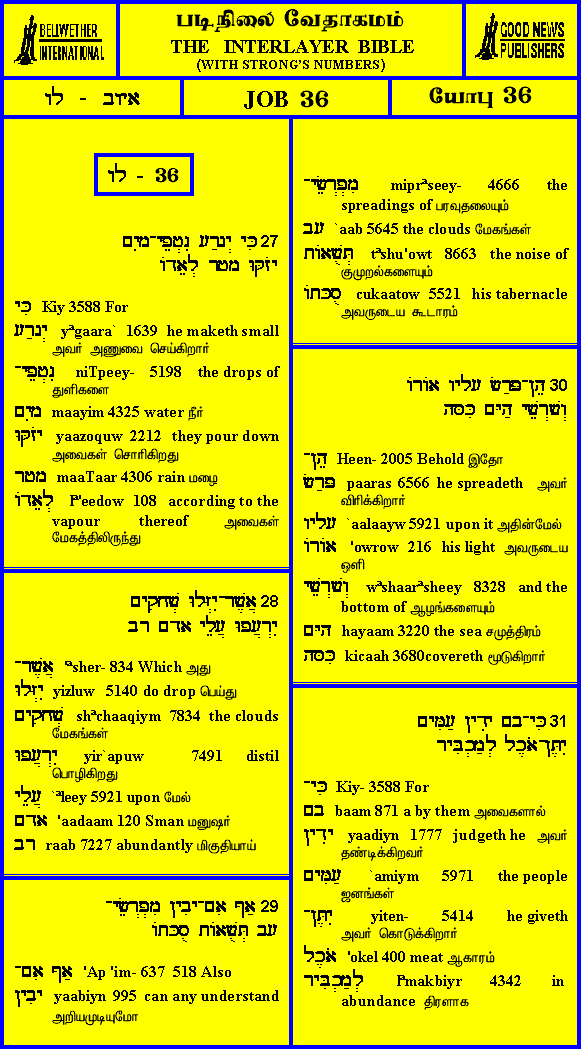 BELLWETHER
INTERNATIONAL
படிநிலை வேதாகமம்
THE INTERLAYER BIBLE
(WITH STRONG'S NUMBERS)
GOOD NEWS
PUBLISHERS
איוב - לו
JOB 36
யோபு 36
לו - 36
27 כִּי יְגָרַע נִטְפֵי־מָיִם
יָזֹקּוּ מָטָר לְאֵדוֹ
כִּי Kiy 3588 For
יְגָרַע yªgaara` 1639 he maketh small
அவர் அணுவை செய்கிறார்
נִטְפֵי־ niTpeey- 5198 the drops of
துளிகளை
מָיִם maayim 4325 water நீர்
יָזֹקּוּ yaazoquw 2212 they pour down
அவைகள் சொரிகிறது
מָטָר maaTaar 4306 rain மழை
לְאֵדוֹ lª'eedow 108 according to the
vapour thereof அவைகள்
மேகத்திலிருந்து
28 אֲשֶׁר־יִזְּלוּ שְׁחָקִים
יִרְעֲפוּ עֲלֵי אָדָם רָב
אֲשֶׁר־ 'ªsher- 834 Which அது
יִזְּלוּ yizluw 5140 do drop பெய்து
שְׁחָקִים shªchaaqiym 7834 the clouds
மேகங்கள்
יִרְעֲפוּ yir`apuw 7491 distil
பொழிகிறது
עֲלֵי `ªleey 5921 upon மேல்
אָדָם 'aadaam 120 Sman மனுஷர்
רָב raab 7227 abundantly மிகுதியாய்
29 אַף אִם־יָבִין מִפְרְשֵׂי־
עָב תְּשֻׁאוֹת סֻכָּתוֹ
אַף אִם־ 'Ap 'im- 637 518 Also
יָבִין yaabiyn 995 can any understand
அறியமுடியுமோ
מִפְרְשֵׂי־ miprªseey- 4666 the
spreadings of பரவுதலையும்
עָב `aab 5645 the clouds மேகங்கள்
תְּשֻׁאוֹת tªshu'owt 8663 the noise of
குமுறல்களையும்
סֻכָּתוֹ cukaatow 5521 his tabernacle
அவருடைய கூடாரம்
30 הֵן־פָּרַשׂ עָלָיו אוֹרוֹ
וְשָׁרְשֵׁי הַיָּם כִּסָּה
הֵן־ Heen- 2005 Behold இதோ
פָּרַשׂ paaras 6566 he spreadeth அவர்
விரிக்கிறார்
עָלָיו `aalaayw 5921 upon it அதின்மேல்
אוֹרוֹ 'owrow 216 his light அவருடைய
ஒளி
וְשָׁרְשֵׁי wªshaarªsheey 8328 and the
bottom of ஆழங்களையும்
הַיָּם hayaam 3220 the sea சமுத்திரம்
כִּסָּה kicaah 3680covereth மூடுகிறார்
31 כִּי־בָם יָדִין עַמִּים
יִתֶּן־אֹכֶל לְמַכְבִּיר
כִּי־ Kiy- 3588 For
בָם baam 871 a by them அவைகளால்
יָדִין yaadiyn 1777 judgeth he அவர்
தண்டிக்கிறவர்
עַמִּים `amiym 5971 the people
ஜனங்கள்
יִתֶּן־ yiten- 5414 he giveth
அவர் கொடுக்கிறார்
אֹכֶל 'okel 400 meat ஆகாரம்
לְמַכְבִּיר lªmakbiyr 4342 in
abundance திரளாக